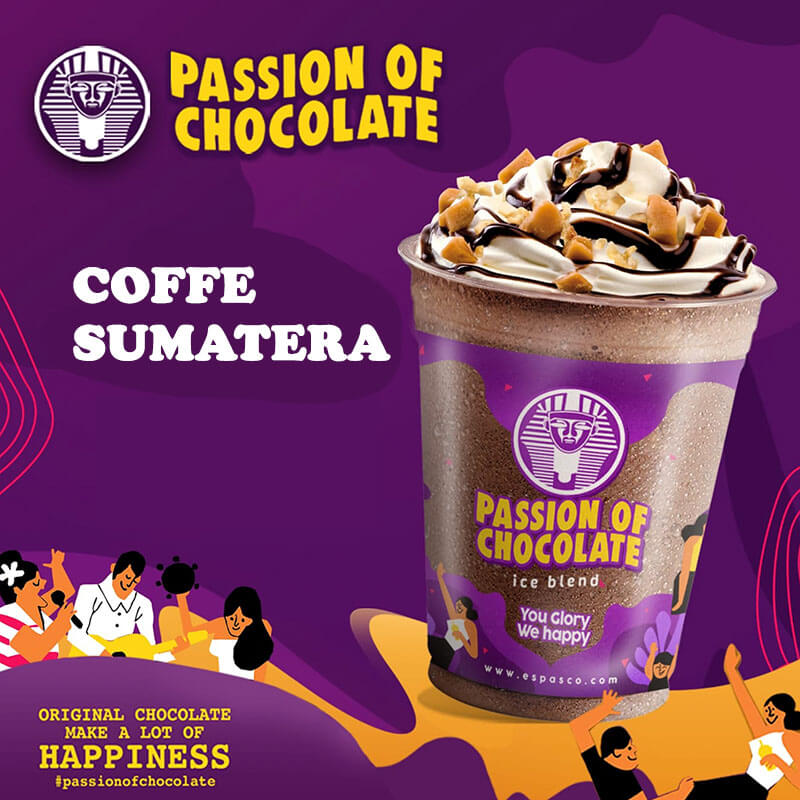 PASSION OF
CHOCOLATE
COFFE
SUMATERA
PASSION OF
CHOCOLATE
ice blend
You Glory
We happy
www.espasco.com
ORIGINAL CHOCOLATE
MAKE A LOT OF
HAPPINESS
#passionofchocolate